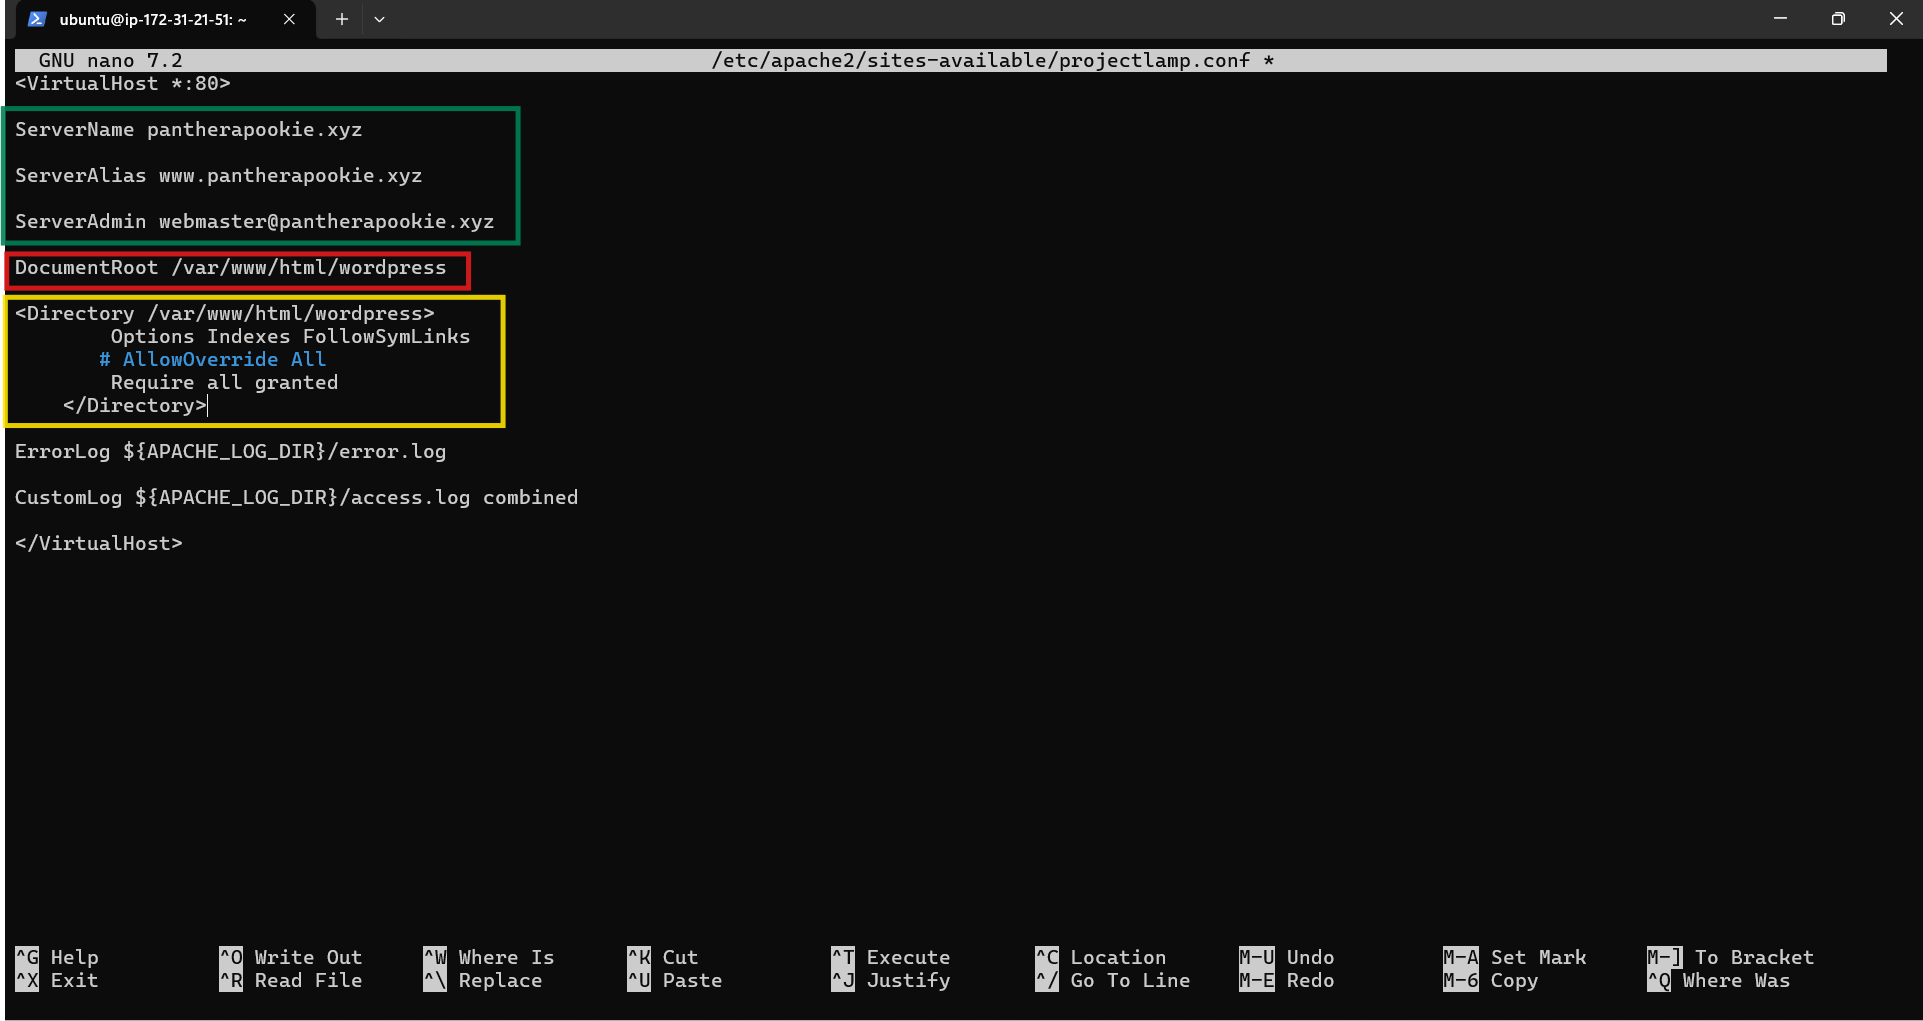 ubuntu@ip-172-31-21-51: ~
GNU nano 7.2 /etc/apache2/sites-available/projectlamp.conf *
<VirtualHost *:80>
ServerName pantherapookie.xyz
ServerAlias www.pantherapookie.xyz
ServerAdmin webmaster@pantherapookie.xyz
DocumentRoot /var/www/html/wordpress
<Directory /var/www/html/wordpress>
Options Indexes FollowSymLinks
# AllowOverride All
Require all granted
</Directory>
ErrorLog ${APACHE_LOG_DIR}/error.log
CustomLog ${APACHE_LOG_DIR}/access.log combined
</VirtualHost>
^G Help ^O Write Out ^W Where Is ^K Cut ^T Execute ^C Location M-U Undo M-A Set Mark M-] To Bracket
^X Exit ^R Read File ^\ Replace ^U Paste ^J Justify ^/ Go To Line M-E Redo M-6 Copy ^Q Where Was